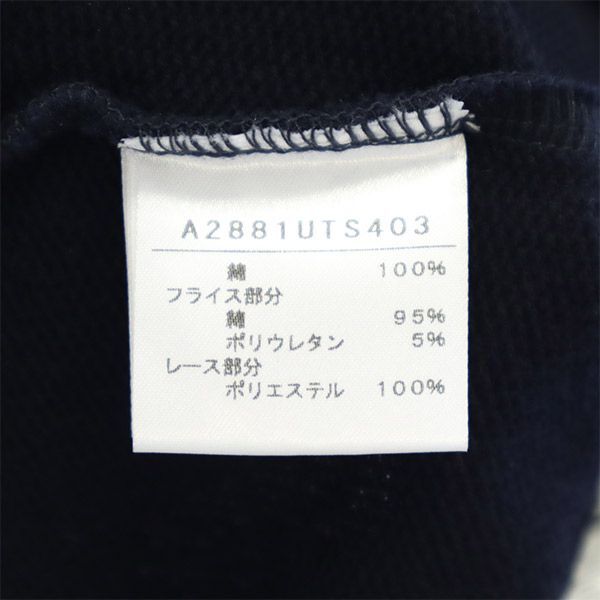 A2881UTS403
綿 100%
フライス部分
綿 95%
ポリウレタン 5%
レース部分
ポリエステル 100%